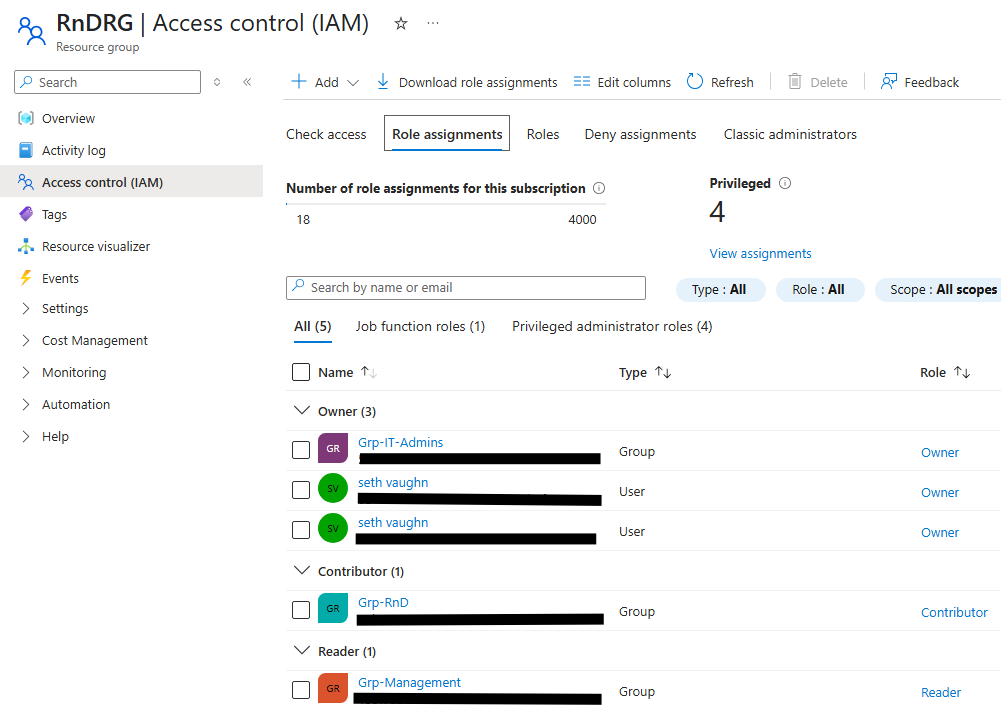 RnDRG | Access control (IAM) ☆ ...
Resource group
Search
Overview
Activity log
Access control (IAM)
Tags
Resource visualizer
Events
Settings
Cost Management
Monitoring
Automation
Help
Add Download role assignments Edit columns Refresh Delete Feedback
Check access Role assignments Roles Deny assignments Classic administrators
Number of role assignments for this subscription
18 4000
Privileged
4
View assignments
Search by name or email
Type : All Role : All Scope : All scopes
All (5) Job function roles (1) Privileged administrator roles (4)
Name ↑↓ Type ↑↓ Role ↑↓
Owner (3)
GR Grp-IT-Admins Group Owner
SV seth vaughn User Owner
SV seth vaughn User Owner
Contributor (1)
GR Grp-RnD Group Contributor
Reader (1)
GR Grp-Management Group Reader